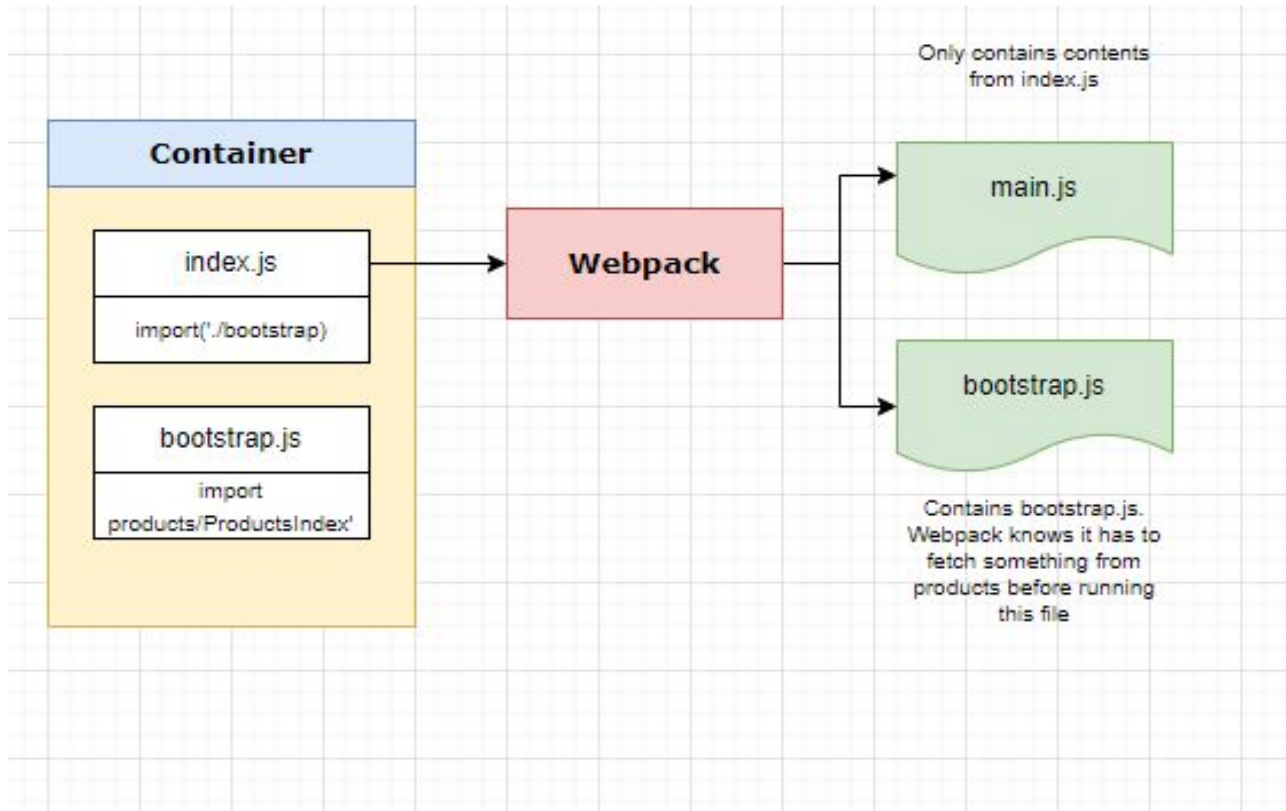 Container
index.js
import('./bootstrap)
bootstrap.js
import
products/ProductsIndex'
Webpack
Only contains contents
from index.js
main.js
bootstrap.js
Contains bootstrap.js.
Webpack knows it has to
fetch something from
products before running
this file